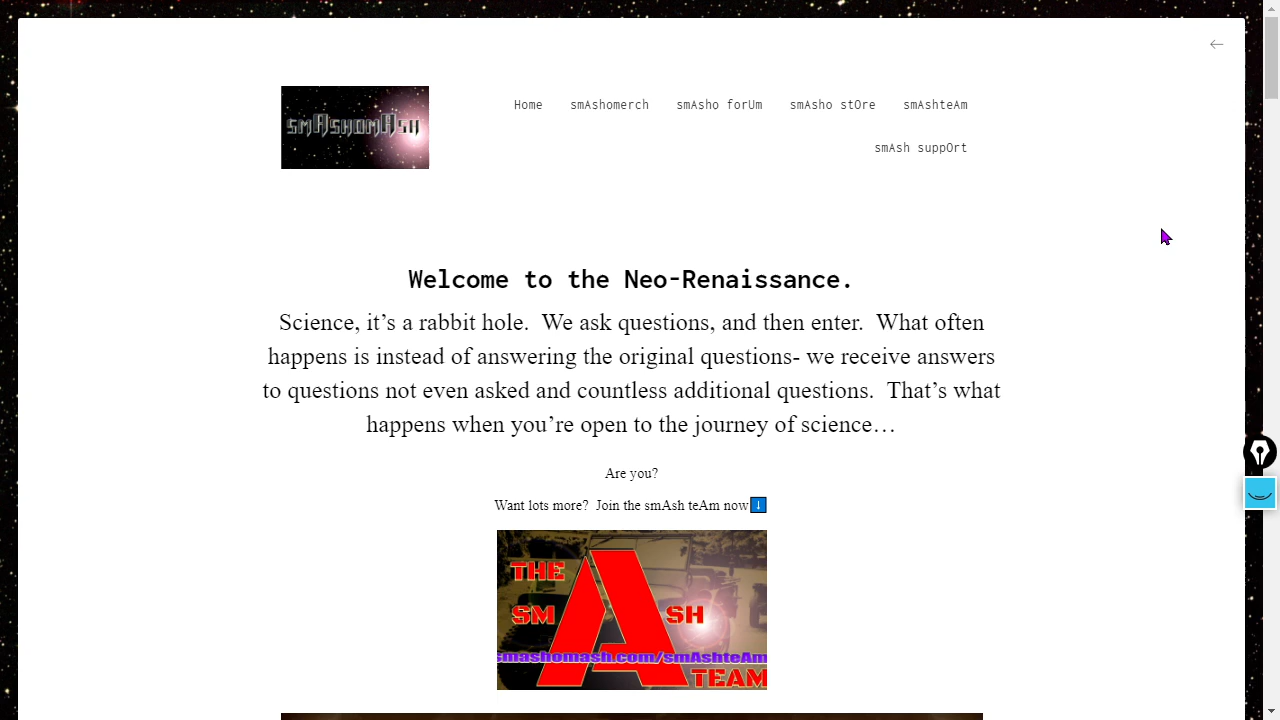 smAshomAsh
Home smAshomerch smAsho forUm smAsho stOre smAshteAm
smAsh suppOrt
Welcome to the Neo-Renaissance.
Science, it’s a rabbit hole.  We ask questions, and then enter.  What often
happens is instead of answering the original questions- we receive answers
to questions not even asked and countless additional questions.  That’s what
happens when you’re open to the journey of science…
Are you?
Want lots more?  Join the smAsh teAm now⬇️
THE
SM A SH
smashomash.com/smAshteAm
TEAM